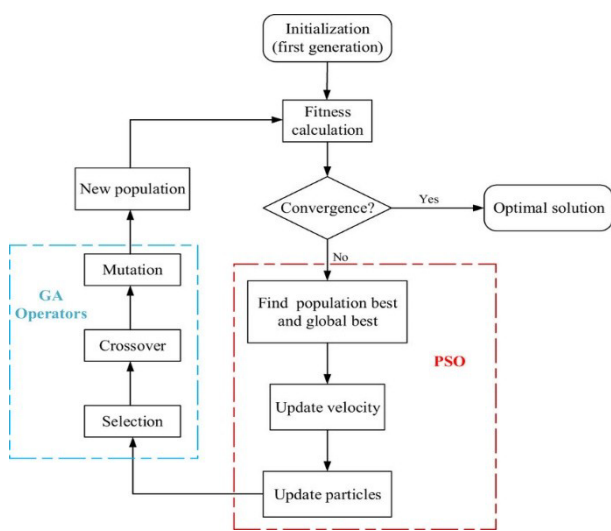 Initialization
(first generation)
Fitness
calculation
New population
Convergence?
Yes
Optimal solution
No
GA
Operators
Mutation
Find population best
and global best
Crossover
PSO
Update velocity
Selection
Update particles